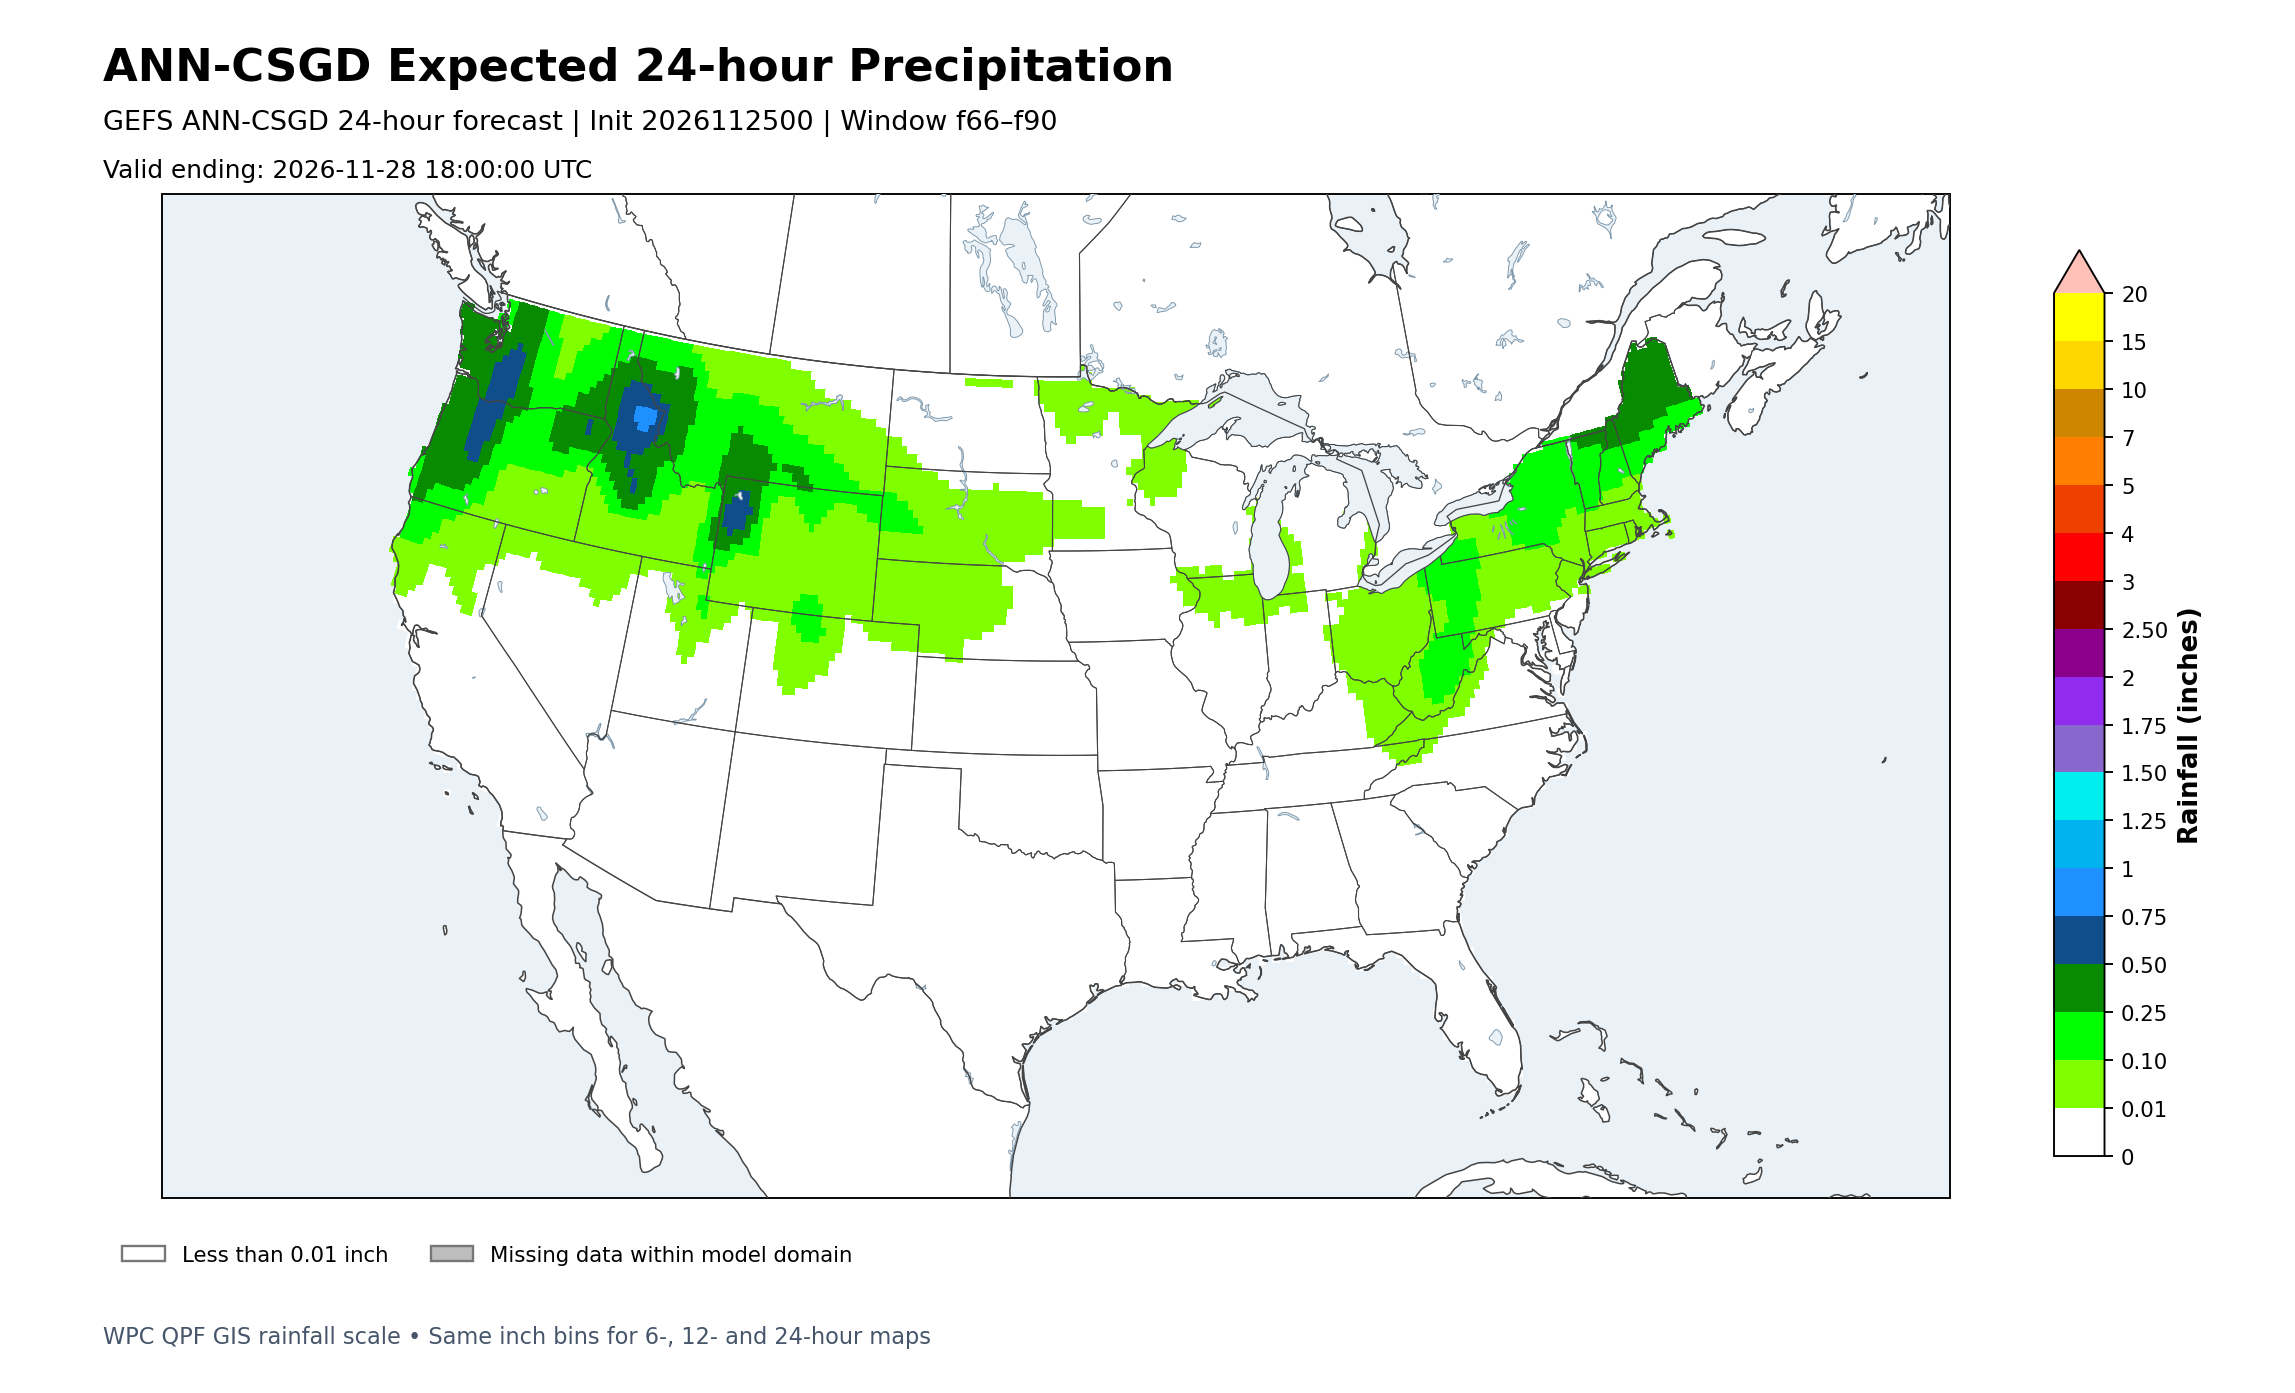 ANN-CSGD Expected 24-hour Precipitation
GEFS ANN-CSGD 24-hour forecast | Init 2026112500 | Window f66–f90
Valid ending: 2026-11-28 18:00:00 UTC
20
15
10
7
5
4
3
2.50
2
1.75
1.50
1.25
1
0.75
0.50
0.25
0.10
0.01
0
Rainfall (inches)
Less than 0.01 inch
Missing data within model domain
WPC QPF GIS rainfall scale • Same inch bins for 6-, 12- and 24-hour maps